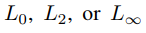 L₀, L₂, or L∞